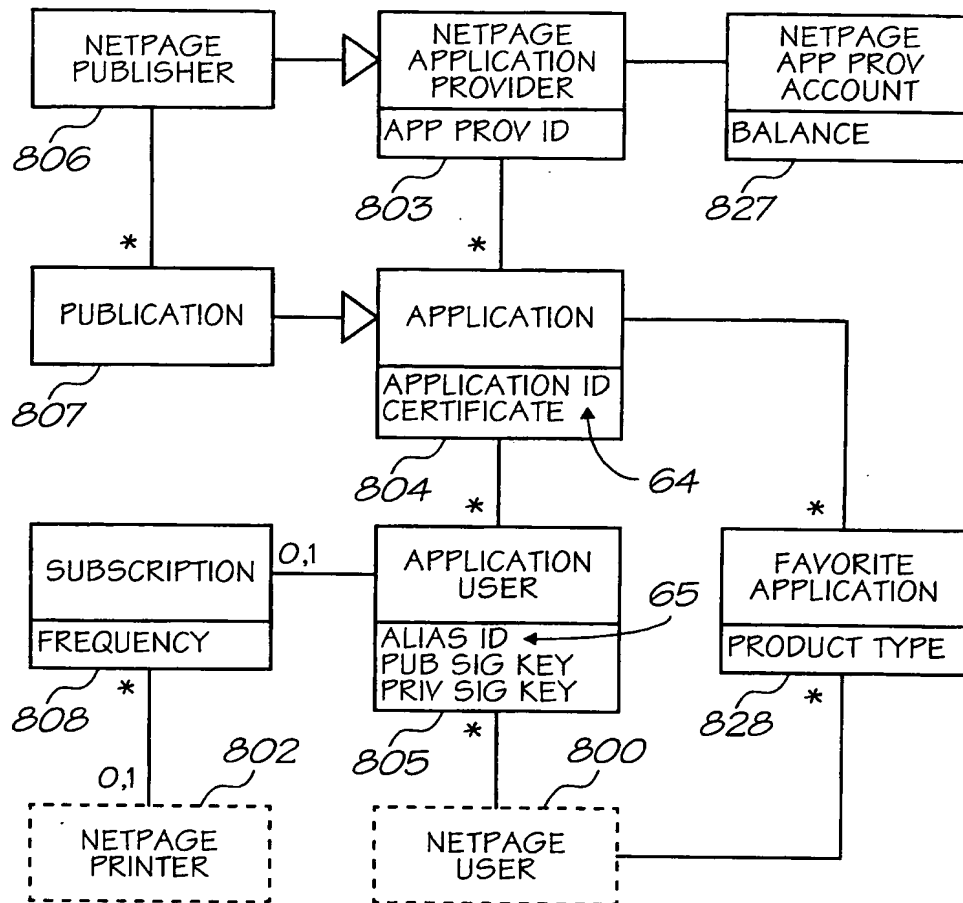 NETPAGE
PUBLISHER
806
NETPAGE
APPLICATION
PROVIDER
APP PROV ID
803
NETPAGE
APP PROV
ACCOUNT
BALANCE
827
*
*
PUBLICATION
807
APPLICATION
APPLICATION ID
CERTIFICATE
804
64
*
*
SUBSCRIPTION
FREQUENCY
808
0,1
APPLICATION
USER
ALIAS ID
PUB SIG KEY
PRIV SIG KEY
805
65
FAVORITE
APPLICATION
PRODUCT TYPE
828
*
*
*
0,1
802
NETPAGE
PRINTER
800
NETPAGE
USER